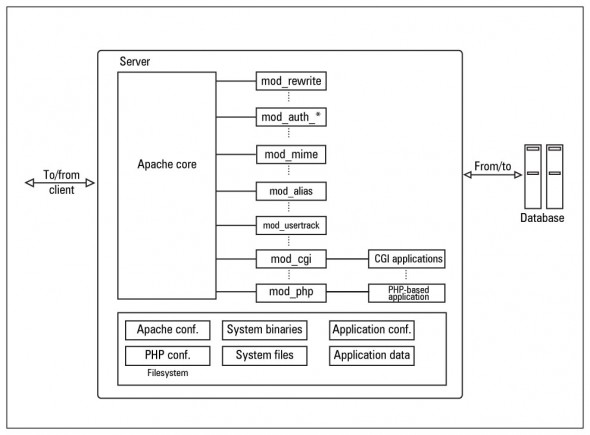 Server
Apache core
mod_rewrite
mod_auth_*
mod_mime
mod_alias
mod_usertrack
mod_cgi
CGI applications
mod_php
PHP-based
application
To/from
client
From/to
Database
Apache conf.
System binaries
Application conf.
PHP conf.
System files
Application data
Filesystem